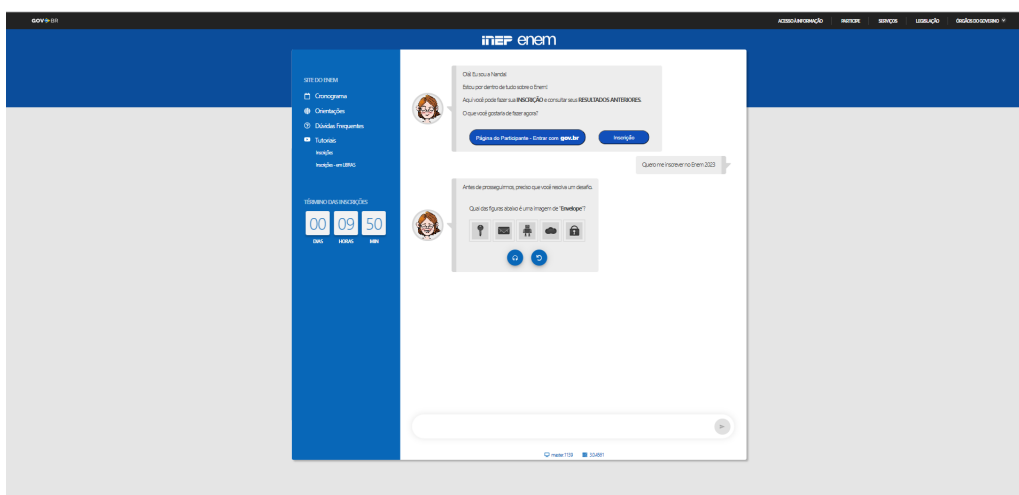 GOV BR
ACESSO À INFORMAÇÃO PARTICIPE SERVIÇOS LEGISLAÇÃO ÓRGÃOS DO GOVERNO
inep enem
SITE DO ENEM
Cronograma
Orientações
Dúvidas Frequentes
Tutoriais
Inscrições
Inscrições - em LIBRAS
TÉRMINO DAS INSCRIÇÕES
00 09 50
DIAS HORAS MIN
Olá! Eu sou a Nanda!
Estou por dentro de tudo sobre o Enem!
Aqui você pode fazer sua INSCRIÇÃO e consultar seus RESULTADOS ANTERIORES.
O que você gostaria de fazer agora?
Página do Participante - Entrar com gov.br
Inscrição
Quero me inscrever no Enem 2023
Antes de prosseguirmos, preciso que você resolva um desafio.
Qual das figuras abaixo é uma imagem de "Envelope"?